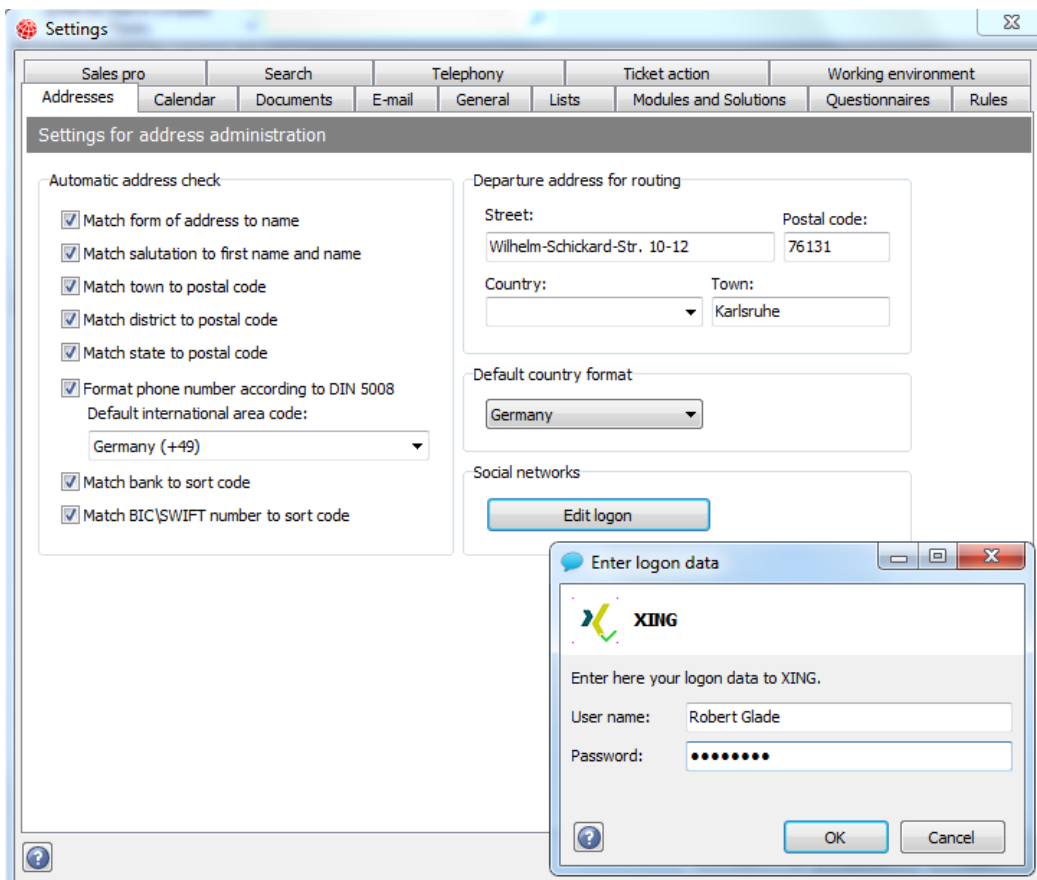 Settings
Sales pro Search Telephony Ticket action Working environment
Addresses Calendar Documents E-mail General Lists Modules and Solutions Questionnaires Rules
Settings for address administration
Automatic address check
Match form of address to name
Match salutation to first name and name
Match town to postal code
Match district to postal code
Match state to postal code
Format phone number according to DIN 5008
Default international area code:
Germany (+49)
Match bank to sort code
Match BIC\SWIFT number to sort code
Departure address for routing
Street: Postal code:
Wilhelm-Schickard-Str. 10-12 76131
Country: Town:
Karlsruhe
Default country format
Germany
Social networks
Edit logon
Enter logon data
XING
Enter here your logon data to XING.
User name: Robert Glade
Password: ●●●●●●●●
OK Cancel